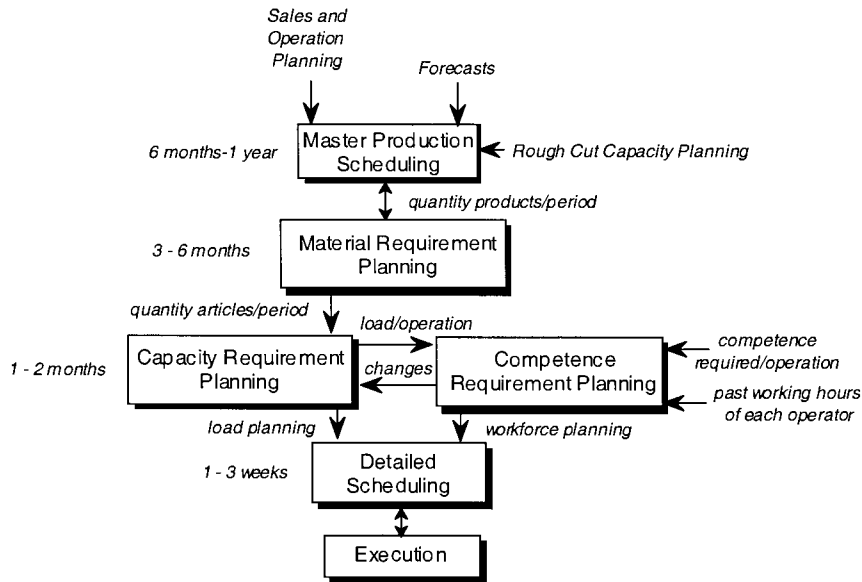 Sales and
Operation
Planning
Forecasts
6 months-1 year
Master Production
Scheduling
Rough Cut Capacity Planning
quantity products/period
3 - 6 months
Material Requirement
Planning
quantity articles/period
load/operation
1 - 2 months
Capacity Requirement
Planning
changes
Competence
Requirement Planning
competence
required/operation
past working hours
of each operator
load planning
workforce planning
1 - 3 weeks
Detailed
Scheduling
Execution